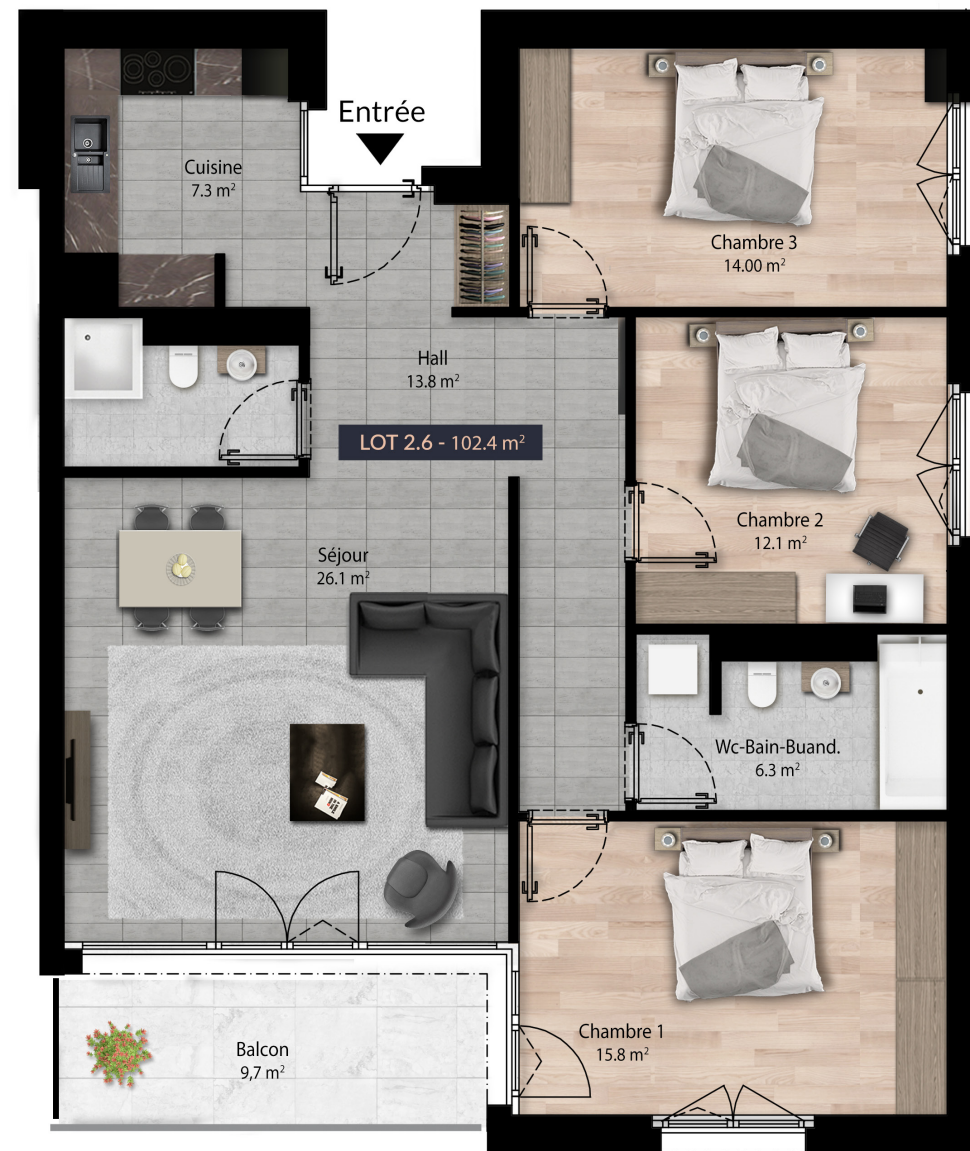 Entrée
Cuisine
7.3 m²
Chambre 3
14.00 m²
Hall
13.8 m²
LOT 2.6 - 102.4 m²
Chambre 2
12.1 m²
Séjour
26.1 m²
Wc-Bain-Buand.
6.3 m²
Chambre 1
15.8 m²
Balcon
9,7 m²